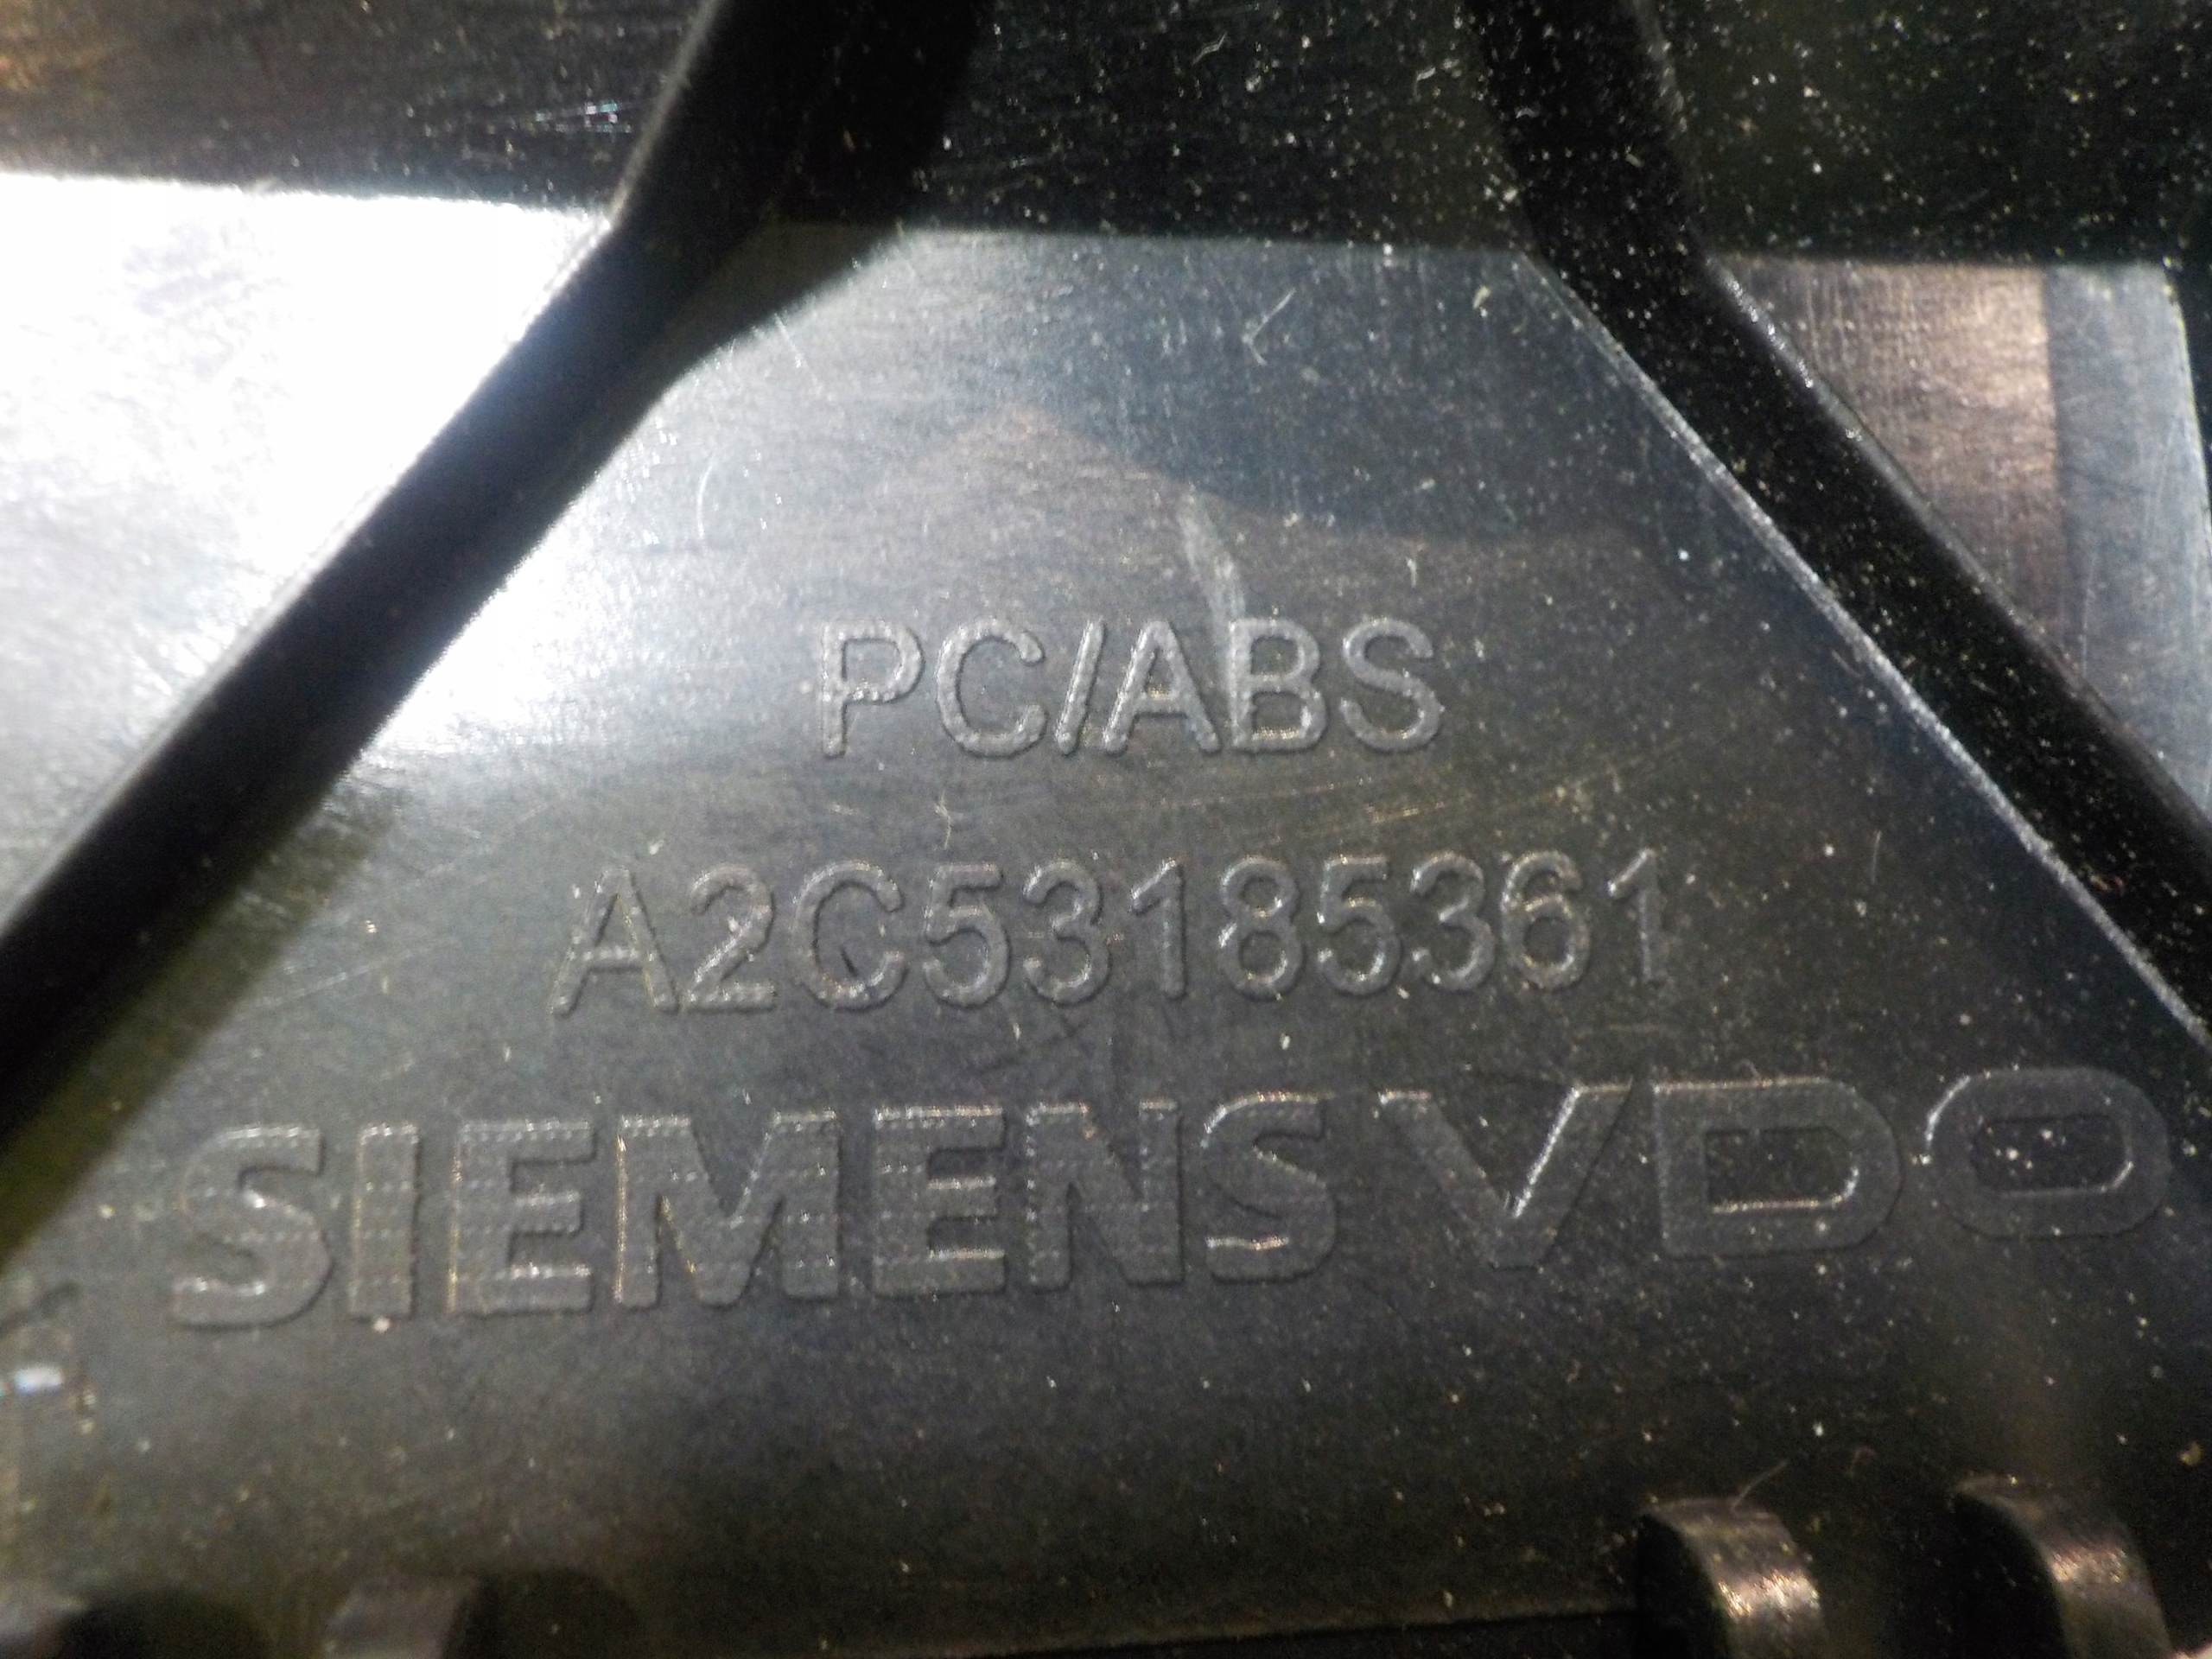 PC/ABS
A2C53185361
SIEMENS VDO